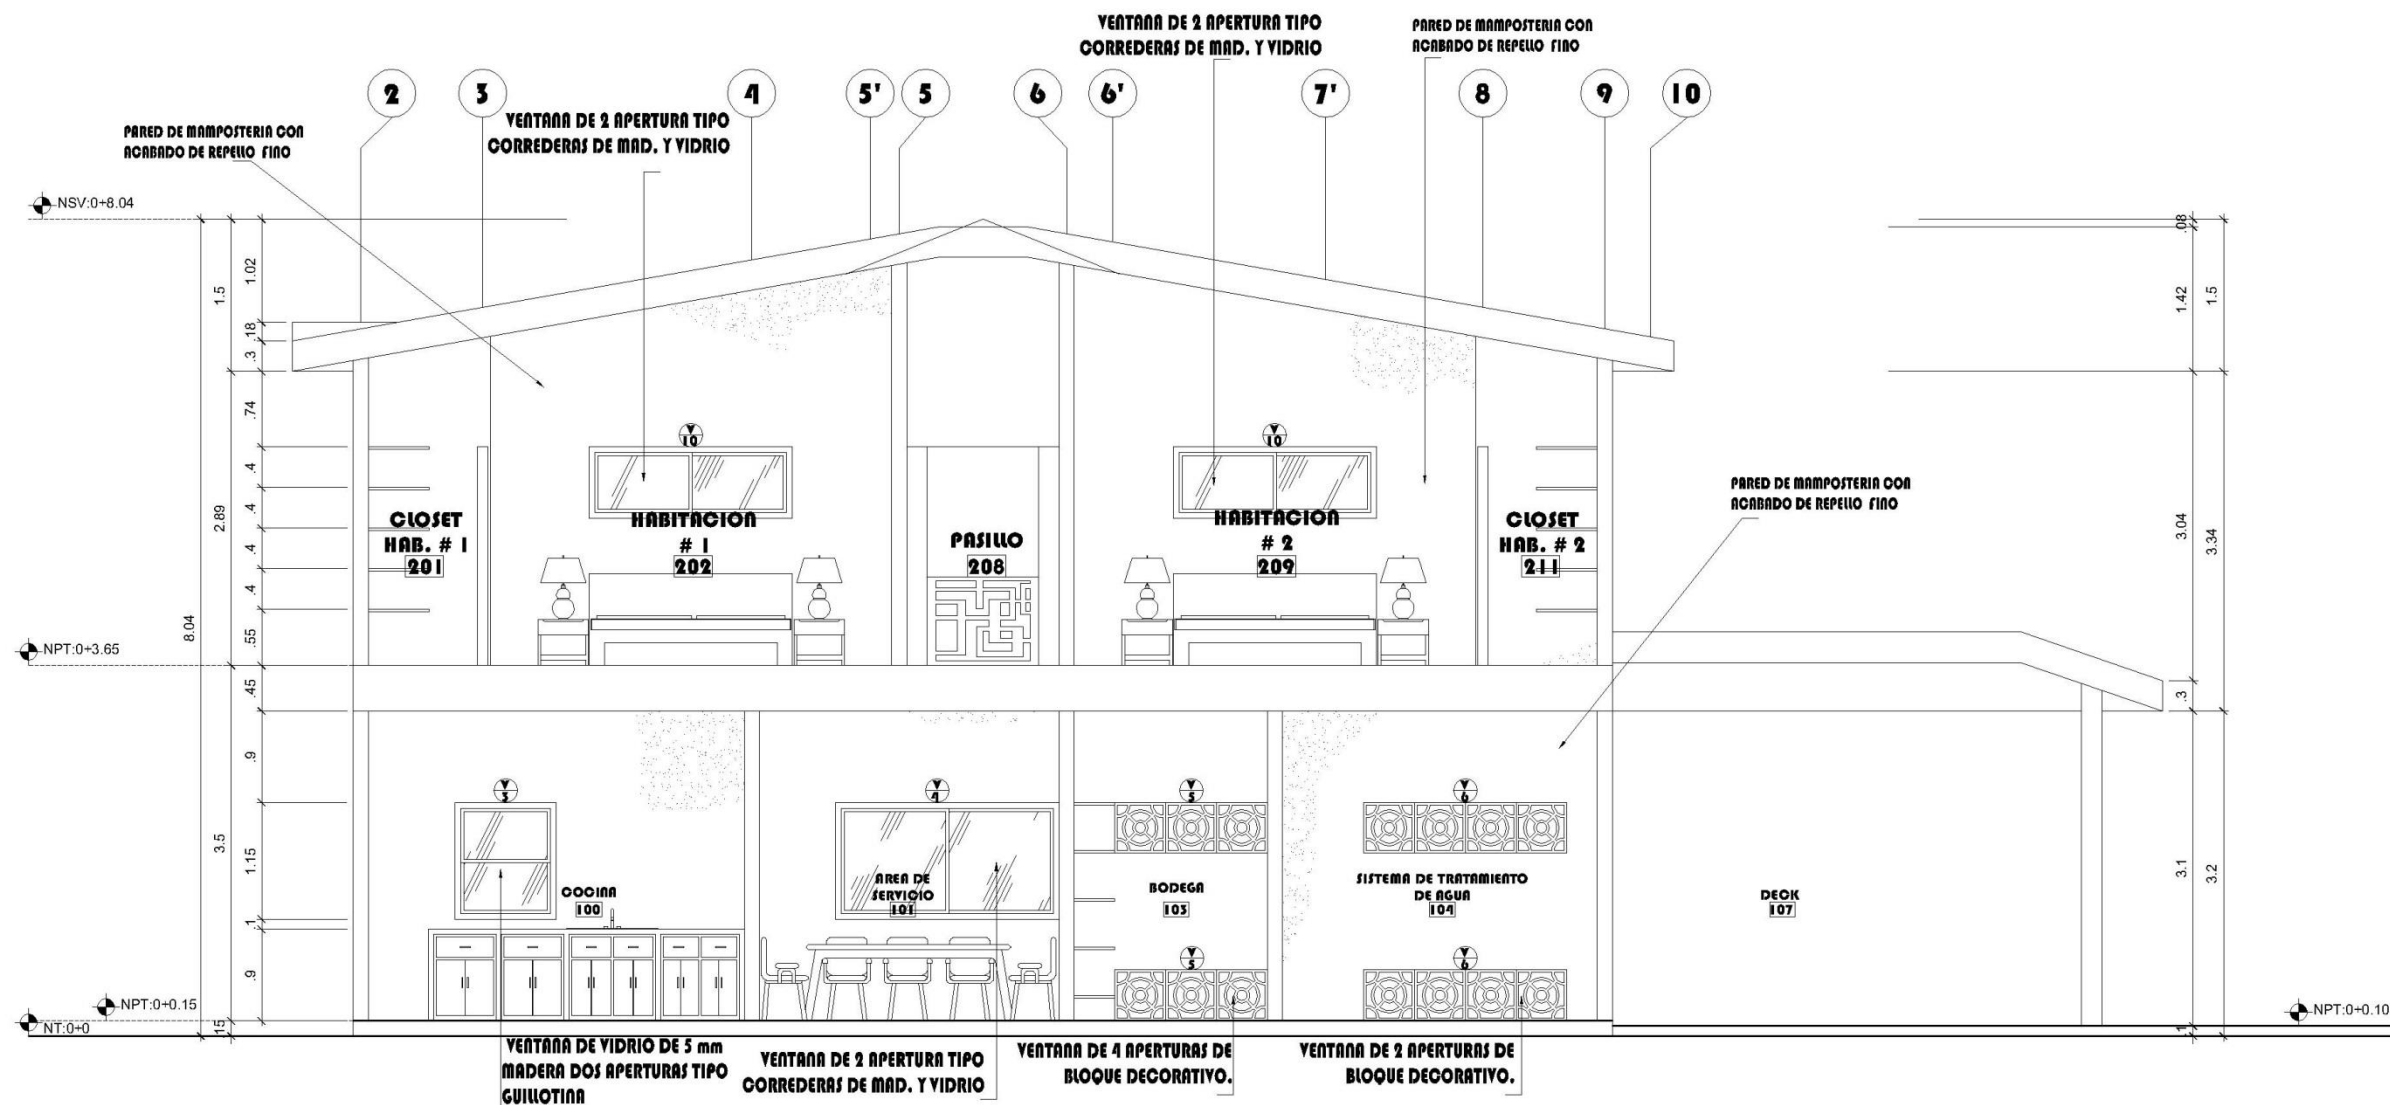 VENTANA DE 2 APERTURA TIPO
CORREDERAS DE MAD. Y VIDRIO
PARED DE MAMPOSTERIA CON
ACABADO DE REPELLO FINO
2
3
4
5'
5
6
6'
7'
8
9
10
VENTANA DE 2 APERTURA TIPO
CORREDERAS DE MAD. Y VIDRIO
PARED DE MAMPOSTERIA CON
ACABADO DE REPELLO FINO
NSV:0+8.04
1.02
1.5
.18
.3
.74
.4
.4
.4
.4
.55
2.89
8.04
.08
1.42
1.5
3.04
3.34
.3
V
10
V
10
PARED DE MAMPOSTERIA CON
ACABADO DE REPELLO FINO
CLOSET
HAB. # 1
201
HABITACION
# 1
202
PASILLO
208
HABITACION
# 2
209
CLOSET
HAB. # 2
211
NPT:0+3.65
.45
.9
1.15
.1
.9
3.5
.15
3.1
3.2
.1
V
3
V
4
V
5
V
6
COCINA
100
AREA DE
SERVICIO
101
BODEGA
103
SISTEMA DE TRATAMIENTO
DE AGUA
104
DECK
107
V
5
V
6
NPT:0+0.15
NT:0+0
NPT:0+0.10
VENTANA DE VIDRIO DE 5 mm
MADERA DOS APERTURAS TIPO
GUILLOTINA
VENTANA DE 2 APERTURA TIPO
CORREDERAS DE MAD. Y VIDRIO
VENTANA DE 4 APERTURAS DE
BLOQUE DECORATIVO.
VENTANA DE 2 APERTURAS DE
BLOQUE DECORATIVO.